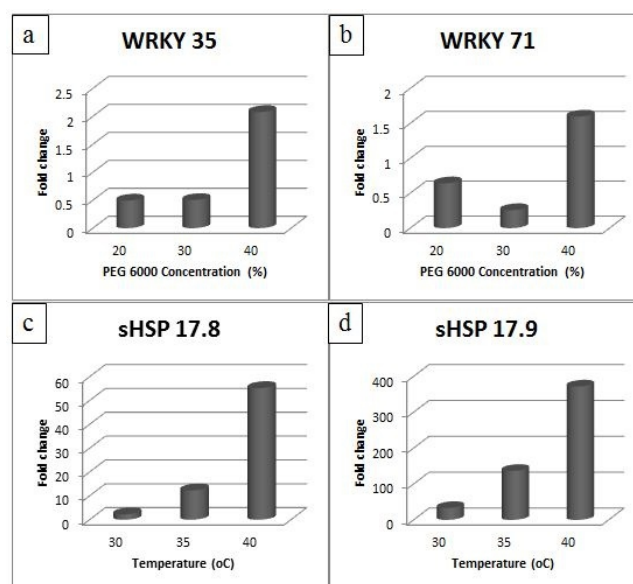 a
WRKY 35
Fold change
2.5
2
1.5
1
0.5
0
20 30 40
PEG 6000 Concentration (%)
b
WRKY 71
Fold change
2
1.5
1
0.5
0
20 30 40
PEG 6000 Concentration (%)
c
sHSP 17.8
Fold change
60
50
40
30
20
10
0
30 35 40
Temperature (oC)
d
sHSP 17.9
Fold change
400
300
200
100
0
30 35 40
Temperature (oC)